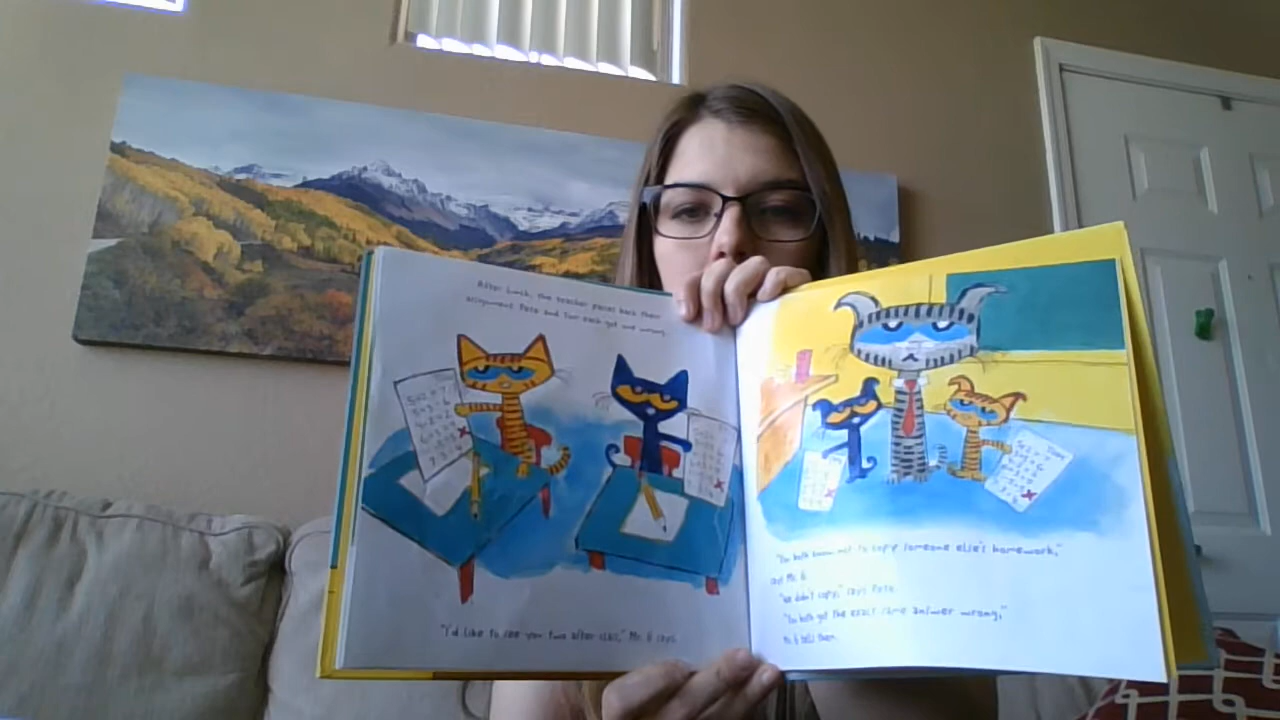 After lunch, the teacher passes back their
assignment. Pete and Tom each got one wrong.
"I'd like to see you two after class," Mr. G says.
"You both know not to copy someone else's homework,"
says Mr. G.
"We didn't copy," says Pete.
"You both got the exact same answer wrong,"
Mr. G tells them.